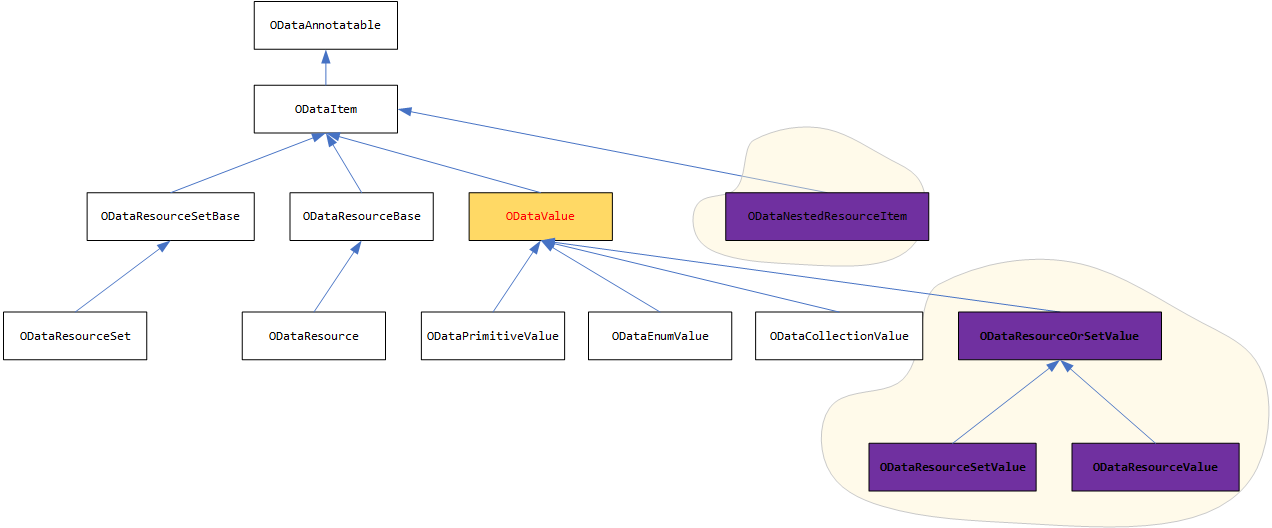 ODataAnnotatable
ODataItem
ODataResourceSetBase
ODataResourceBase
ODataValue
ODataNestedResourceItem
ODataResourceSet
ODataResource
ODataPrimitiveValue
ODataEnumValue
ODataCollectionValue
ODataResourceOrSetValue
ODataResourceSetValue
ODataResourceValue